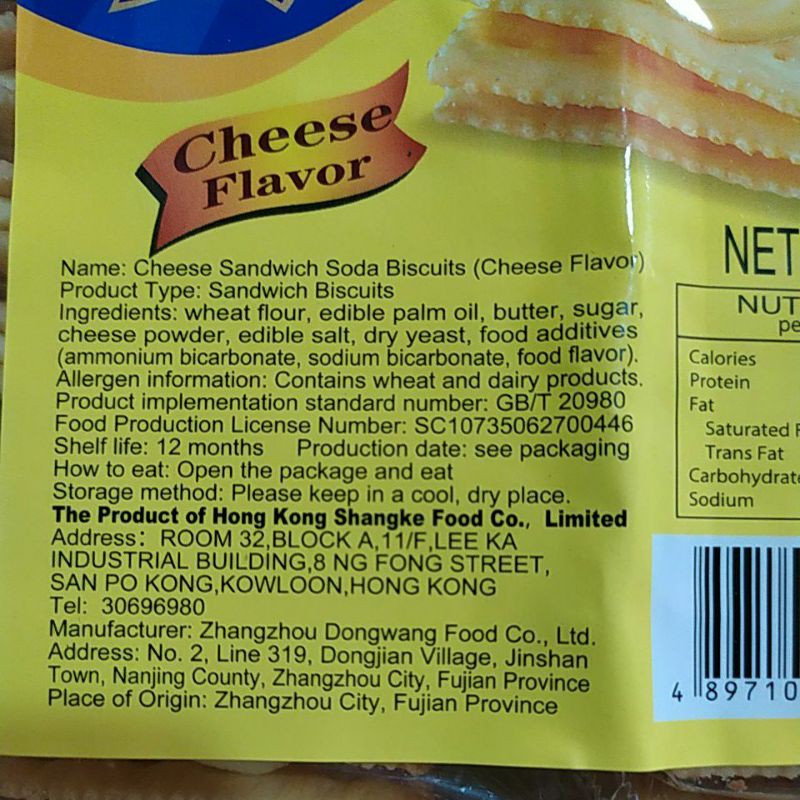 Cheese
Flavor
Name: Cheese Sandwich Soda Biscuits (Cheese Flavor)
Product Type: Sandwich Biscuits
Ingredients: wheat flour, edible palm oil, butter, sugar,
cheese powder, edible salt, dry yeast, food additives
(ammonium bicarbonate, sodium bicarbonate, food flavor).
Allergen information: Contains wheat and dairy products.
Product implementation standard number: GB/T 20980
Food Production License Number: SC10735062700446
Shelf life: 12 months Production date: see packaging
How to eat: Open the package and eat
Storage method: Please keep in a cool, dry place.
The Product of Hong Kong Shangke Food Co., Limited
Address: ROOM 32,BLOCK A,11/F,LEE KA
INDUSTRIAL BUILDING,8 NG FONG STREET,
SAN PO KONG,KOWLOON,HONG KONG
Tel: 30696980
Manufacturer: Zhangzhou Dongwang Food Co., Ltd.
Address: No. 2, Line 319, Dongjian Village, Jinshan
Town, Nanjing County, Zhangzhou City, Fujian Province
Place of Origin: Zhangzhou City, Fujian Province
NET
NUT
pe
Calories
Protein
Fat
Saturated F
Trans Fat
Carbohydrate
Sodium
4 89710